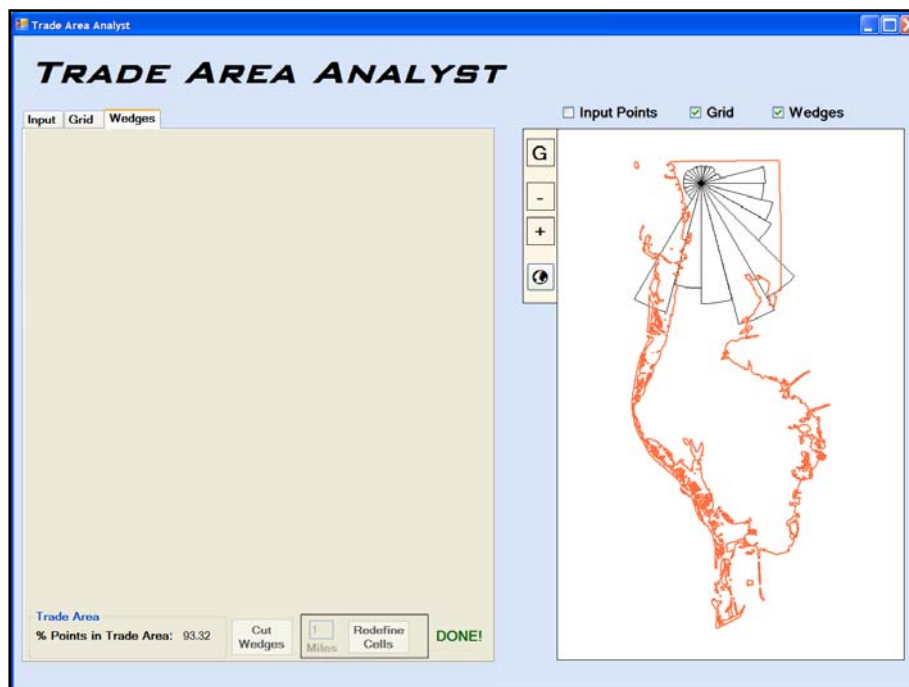 Trade Area Analyst
TRADE AREA ANALYST
Input Grid Wedges
Input Points Grid Wedges
G
-
+
Trade Area
% Points in Trade Area: 93.32
Cut
Wedges
1
Miles
Redefine
Cells
DONE!